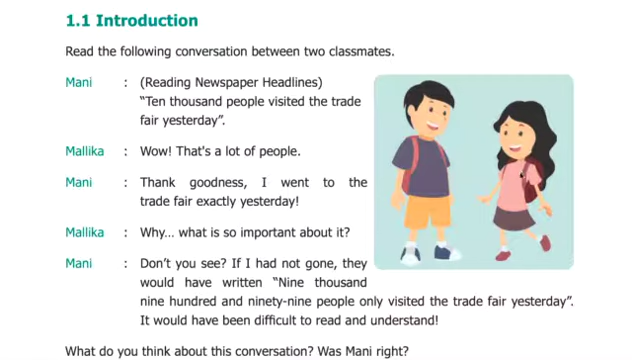 1.1 Introduction
Read the following conversation between two classmates.
Mani : (Reading Newspaper Headlines)
“Ten thousand people visited the trade
fair yesterday”.
Mallika : Wow! That's a lot of people.
Mani : Thank goodness, I went to the
trade fair exactly yesterday!
Mallika : Why... what is so important about it?
Mani : Don’t you see? If I had not gone, they
would have written “Nine thousand
nine hundred and ninety-nine people only visited the trade fair yesterday”.
It would have been difficult to read and understand!
What do you think about this conversation? Was Mani right?